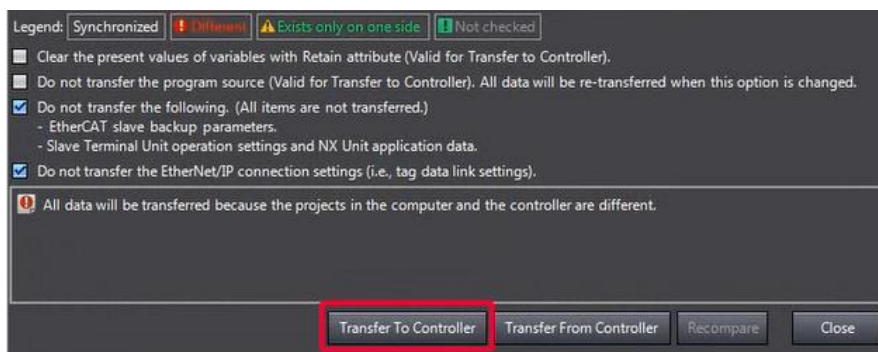 Legend: Synchronized Different Exists only on one side Not checked
Clear the present values of variables with Retain attribute (Valid for Transfer to Controller).
Do not transfer the program source (Valid for Transfer to Controller). All data will be re-transferred when this option is changed.
Do not transfer the following. (All items are not transferred.)
- EtherCAT slave backup parameters.
- Slave Terminal Unit operation settings and NX Unit application data.
Do not transfer the EtherNet/IP connection settings (i.e., tag data link settings).
All data will be transferred because the projects in the computer and the controller are different.
Transfer To Controller Transfer From Controller Recompare Close